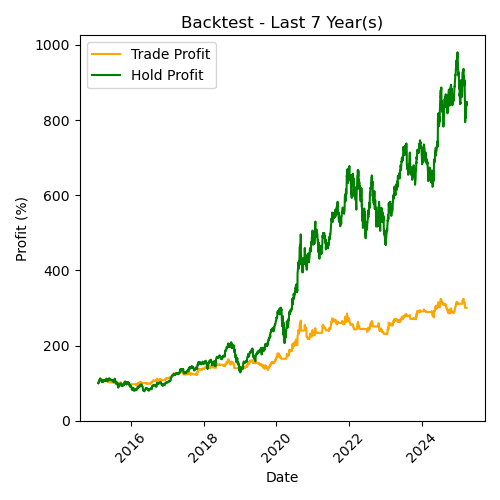 Backtest - Last 7 Year(s)
Trade Profit
Hold Profit
Profit (%)
1000
800
600
400
200
0
2016
2018
2020
2022
2024
Date